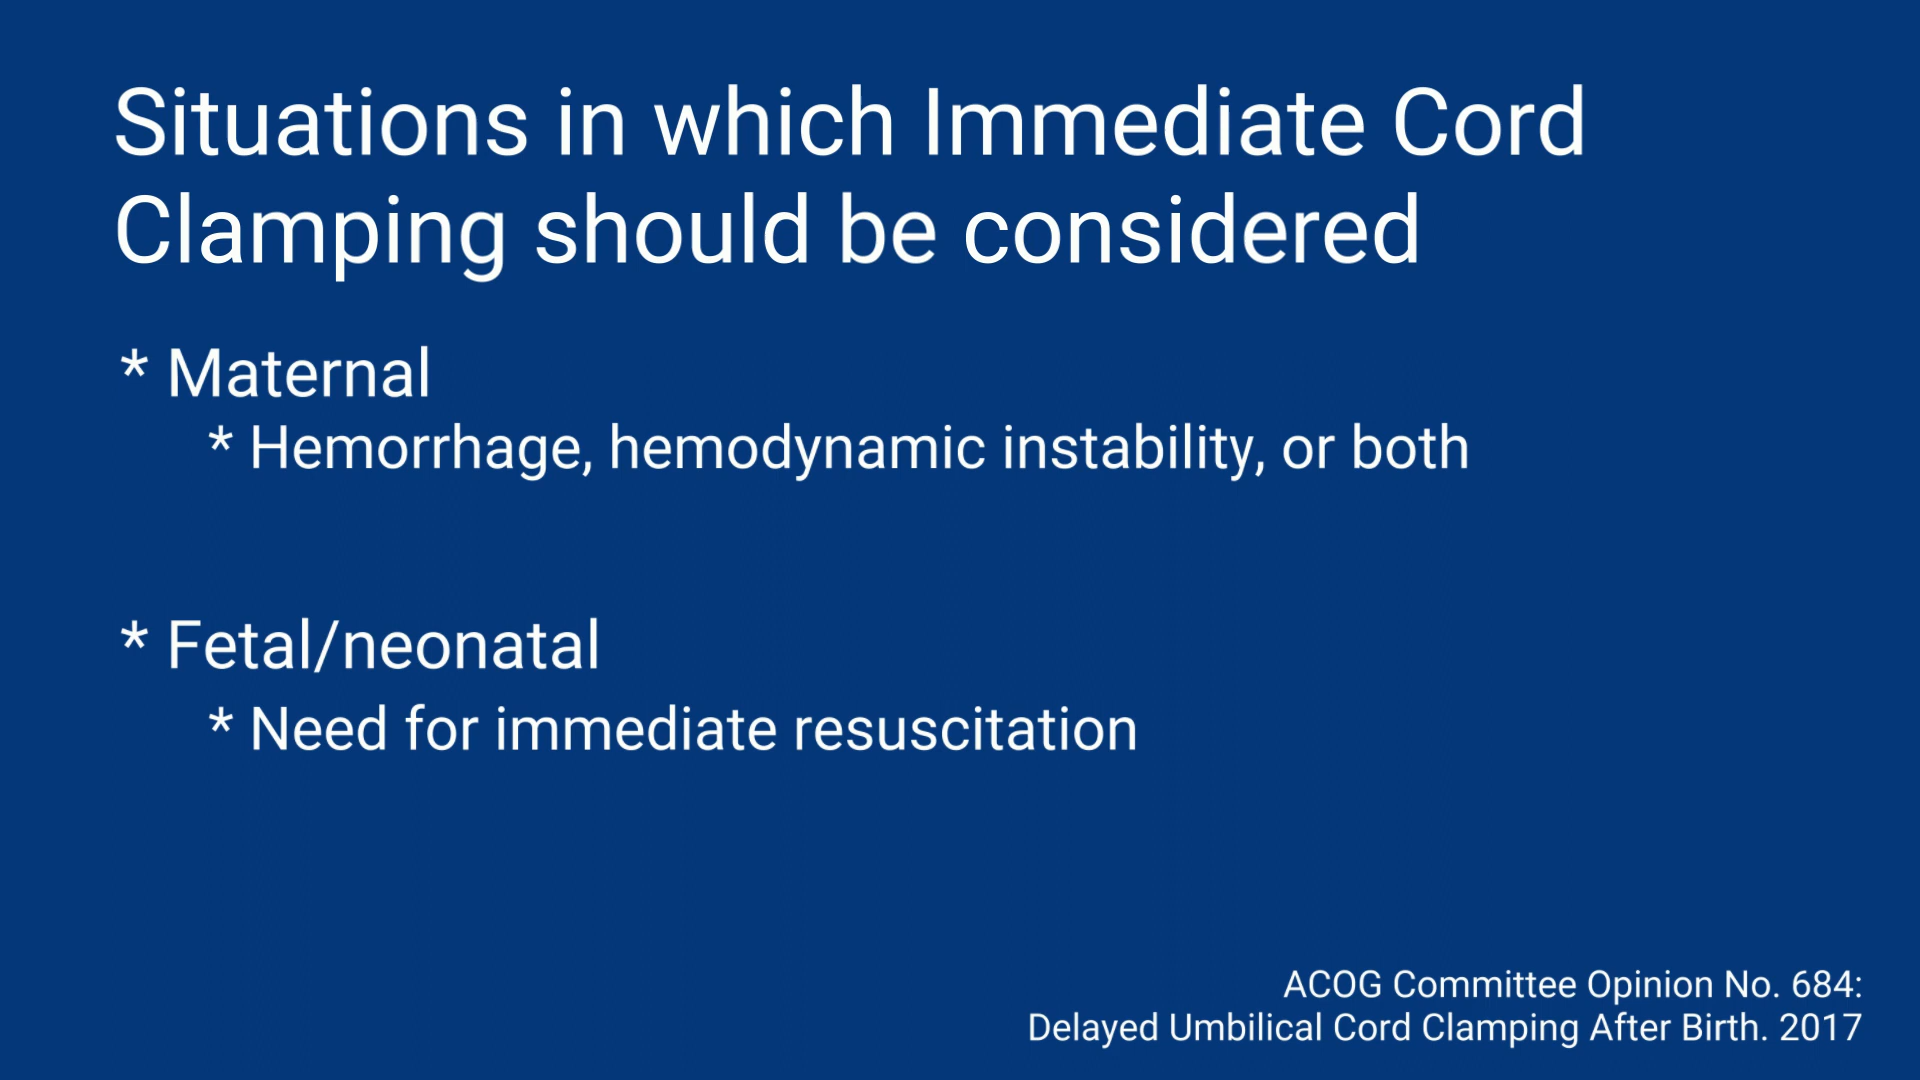 Situations in which Immediate Cord
Clamping should be considered
* Maternal
* Hemorrhage, hemodynamic instability, or both
* Fetal/neonatal
* Need for immediate resuscitation
ACOG Committee Opinion No. 684:
Delayed Umbilical Cord Clamping After Birth. 2017